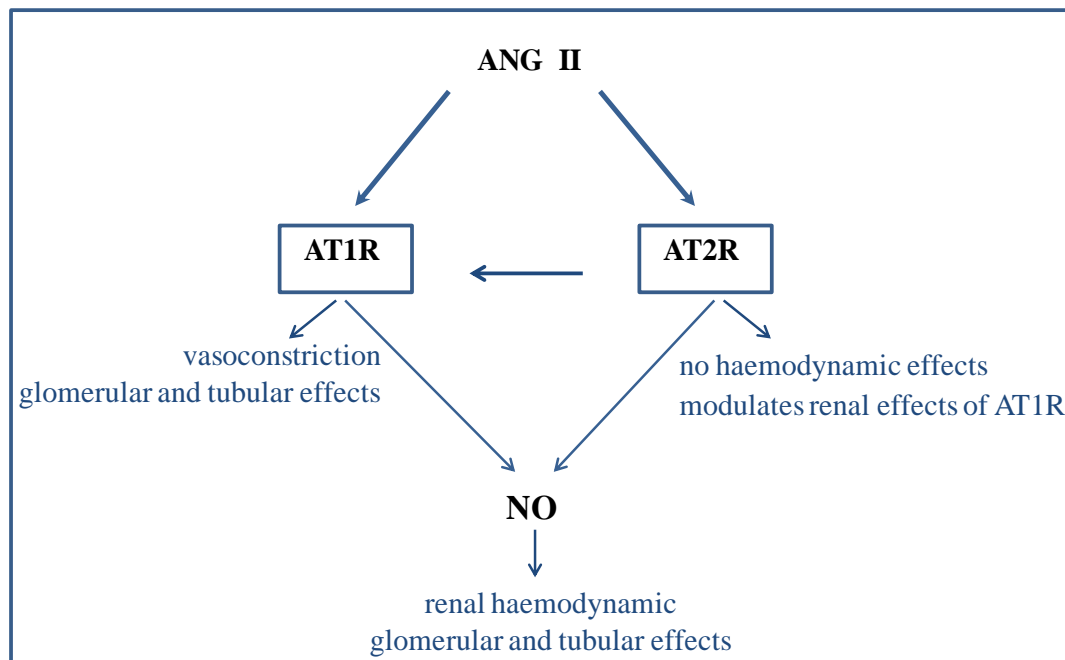 ANG II
AT1R
AT2R
vasoconstriction
glomerular and tubular effects
no haemodynamic effects
modulates renal effects of AT1R
NO
renal haemodynamic
glomerular and tubular effects